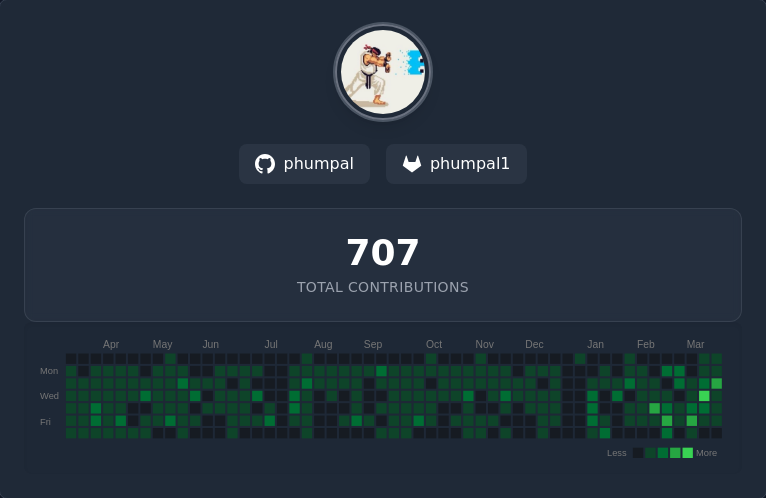 phumpal phumpal1
707
TOTAL CONTRIBUTIONS
Apr May Jun Jul Aug Sep Oct Nov Dec Jan Feb Mar
Mon
Wed
Fri
Less More